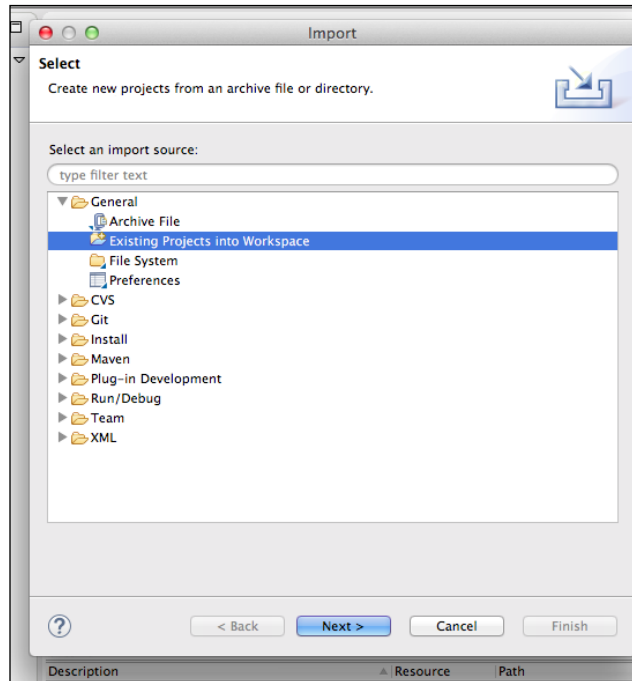 Import
Select
Create new projects from an archive file or directory.
Select an import source:
type filter text
General
Archive File
Existing Projects into Workspace
File System
Preferences
CVS
Git
Install
Maven
Plug-in Development
Run/Debug
Team
XML
? < Back Next > Cancel Finish
Description Resource Path